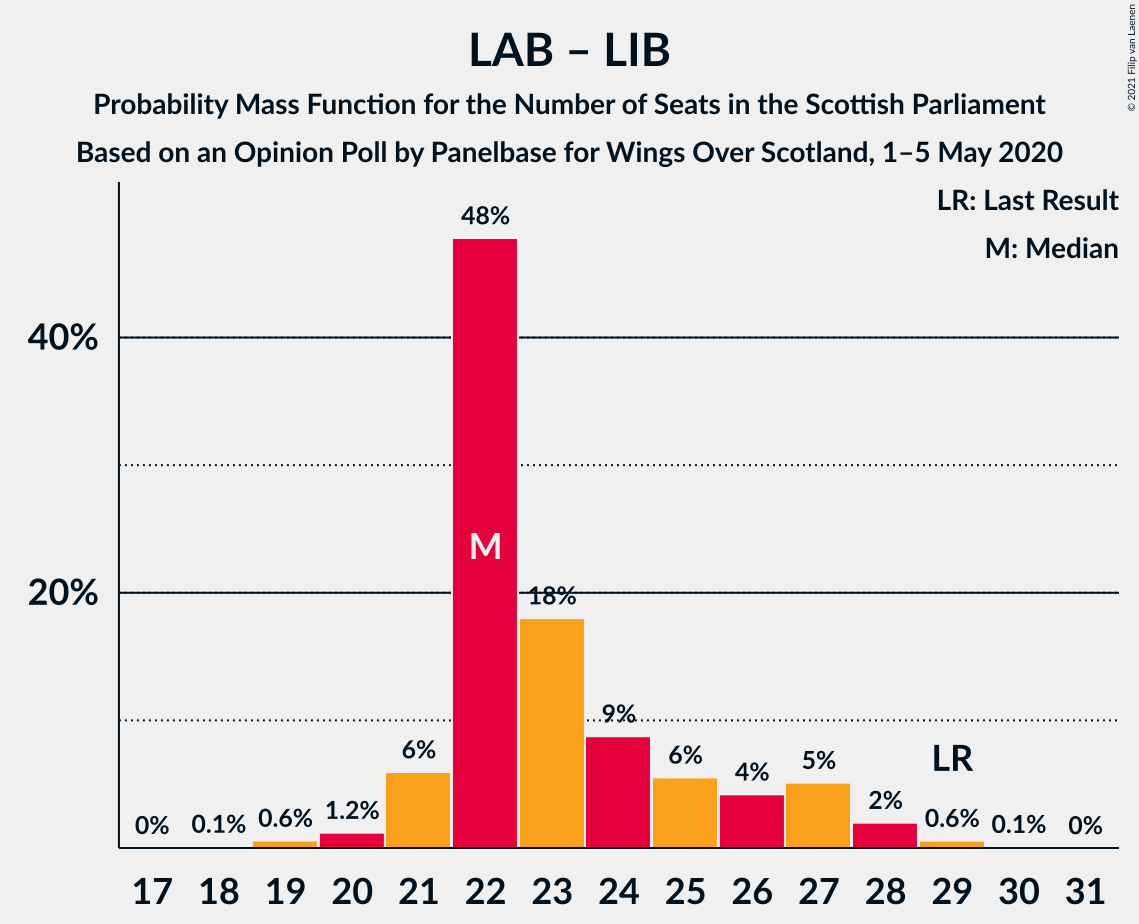 LAB – LIB
Probability Mass Function for the Number of Seats in the Scottish Parliament
Based on an Opinion Poll by Panelbase for Wings Over Scotland, 1–5 May 2020
© 2021 Filip van Laenen
LR: Last Result
M: Median
40%
20%
0%
0.1%
0.6%
1.2%
6%
48%
M
18%
9%
6%
4%
5%
2%
LR
0.6%
0.1%
0%
17 18 19 20 21 22 23 24 25 26 27 28 29 30 31